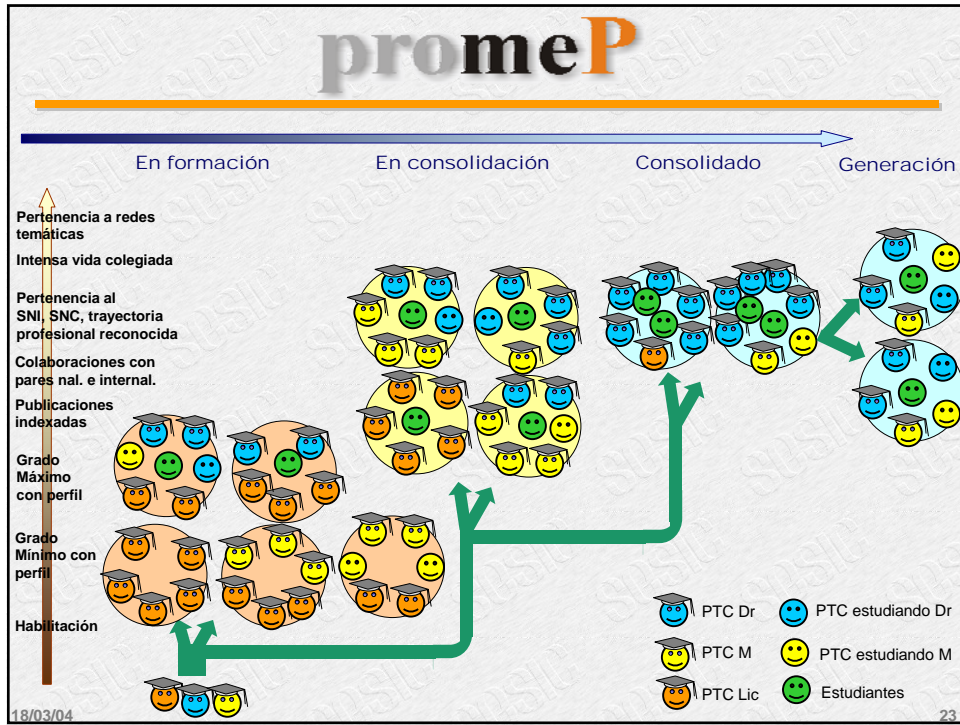 promeP
En formación
En consolidación
Consolidado
Generación
Pertenencia a redes
temáticas
Intensa vida colegiada
Pertenencia al
SNI, SNC, trayectoria
profesional reconocida
Colaboraciones con
pares nal. e internal.
Publicaciones
indexadas
Grado
Máximo
con perfil
Grado
Mínimo con
perfil
Habilitación
PTC Dr
PTC estudiando Dr
PTC M
PTC estudiando M
PTC Lic
Estudiantes
18/03/04
23